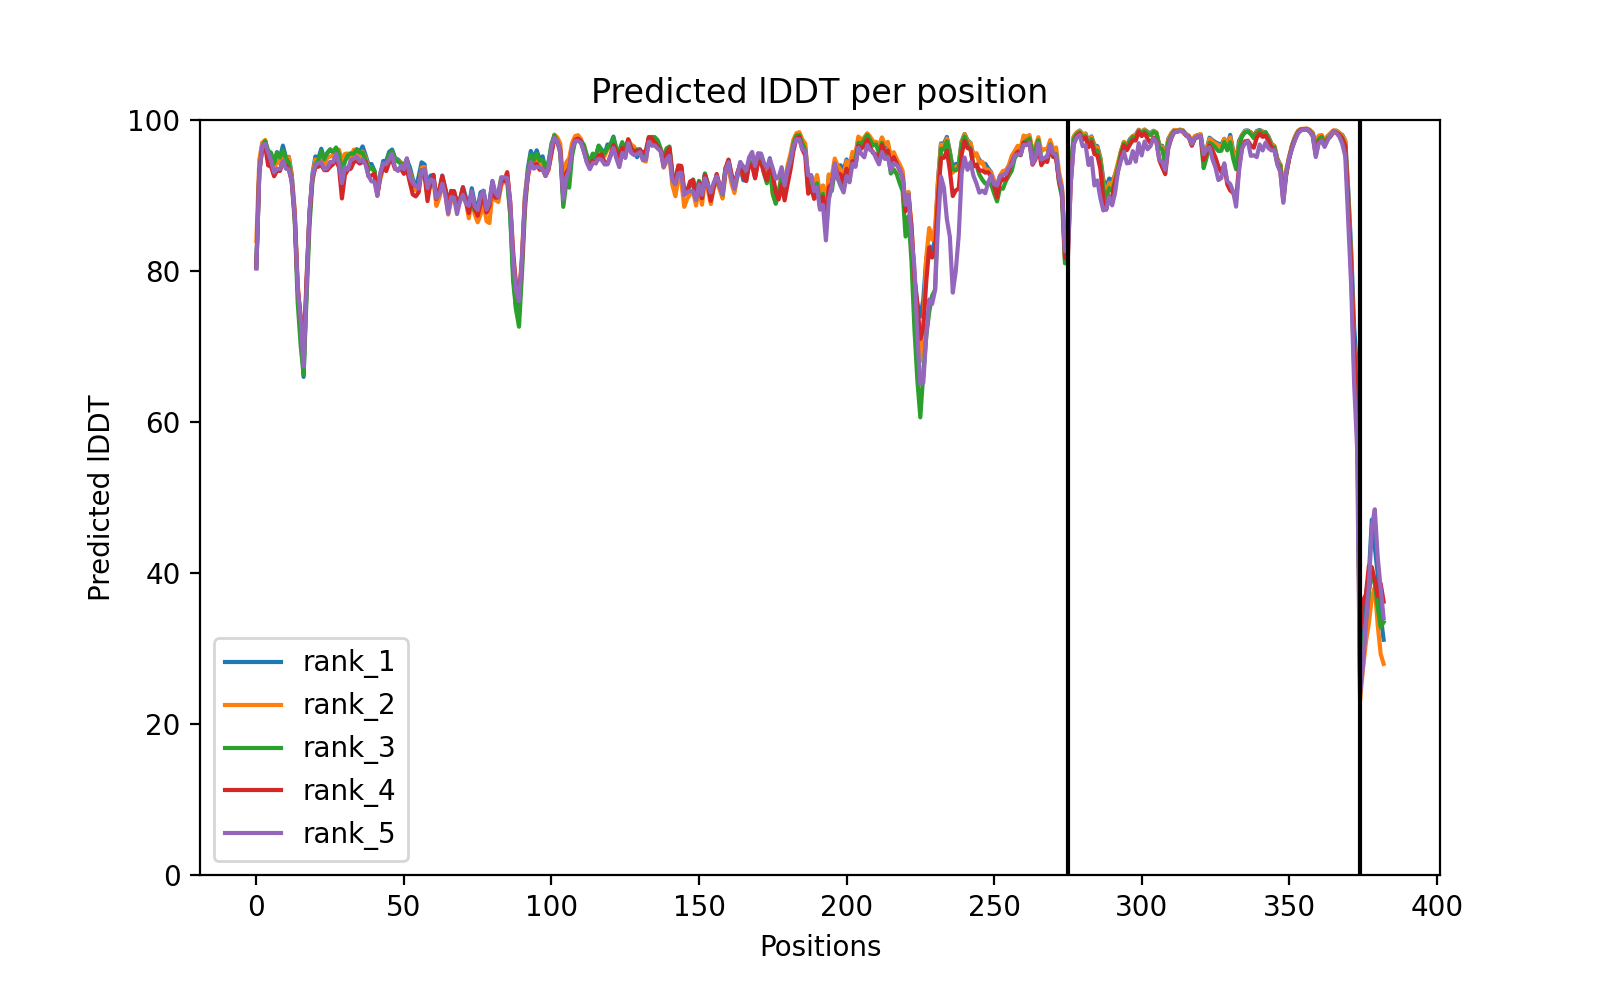 Predicted lDDT per position
100
80
60
40
20
0
Predicted lDDT
rank_1
rank_2
rank_3
rank_4
rank_5
0 50 100 150 200 250 300 350 400
Positions